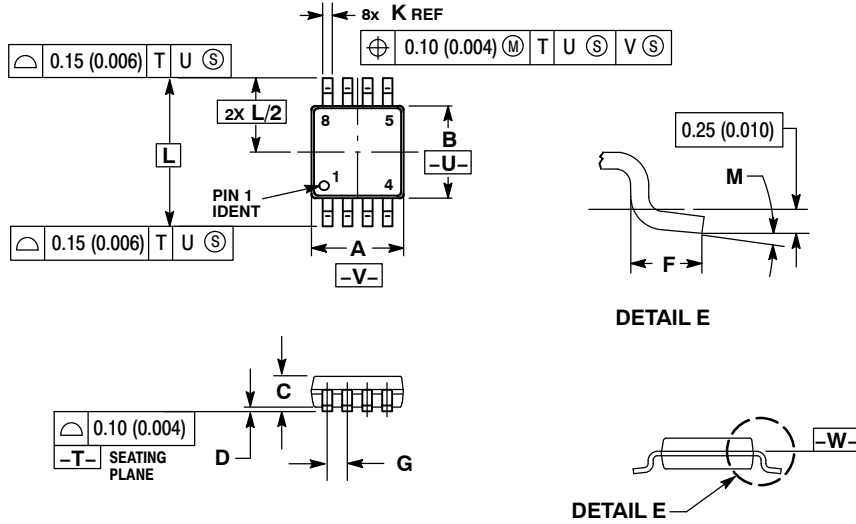 8x K REF
⌖ 0.10 (0.004) Ⓜ T U Ⓢ V Ⓢ
⌓ 0.15 (0.006) T U Ⓢ
2X L/2
8 5
B
0.25 (0.010)
L
–U–
M
1
4
PIN 1
IDENT
⌓ 0.15 (0.006) T U Ⓢ
A
–V–
F
DETAIL E
C
⌓ 0.10 (0.004)
–T– SEATING
PLANE
D
G
–W–
DETAIL E